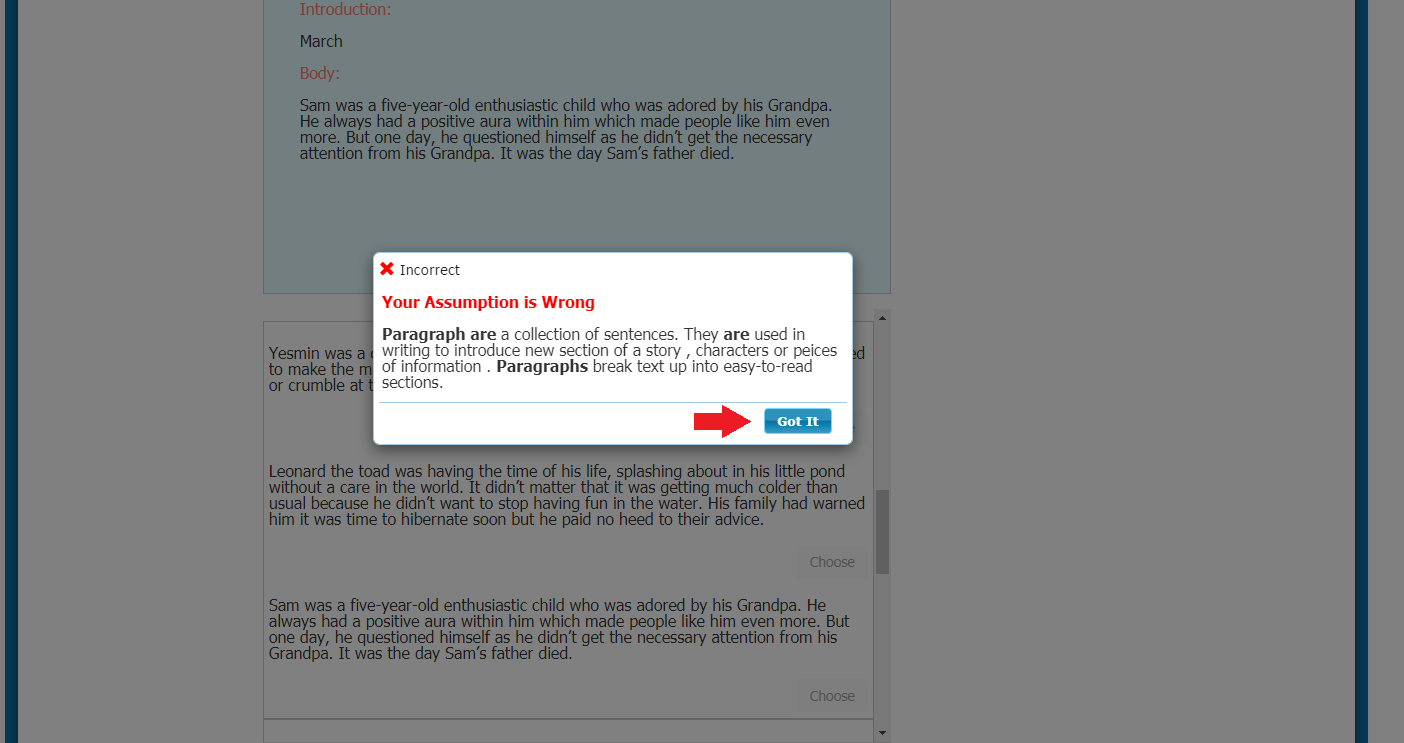 Introduction:
March
Body:
Sam was a five-year-old enthusiastic child who was adored by his Grandpa.
He always had a positive aura within him which made people like him even
more. But one day, he questioned himself as he didn’t get the necessary
attention from his Grandpa. It was the day Sam’s father died.
Incorrect
Your Assumption is Wrong
Paragraph are a collection of sentences. They are used in
writing to introduce new section of a story , characters or peices
of information . Paragraphs break text up into easy-to-read
sections.
Got It
Yesmin was a
to make the
or crumble at
Leonard the toad was having the time of his life, splashing about in his little pond
without a care in the world. It didn’t matter that it was getting much colder than
usual because he didn’t want to stop having fun in the water. His family had warned
him it was time to hibernate soon but he paid no heed to their advice.
Choose
Sam was a five-year-old enthusiastic child who was adored by his Grandpa. He
always had a positive aura within him which made people like him even more. But
one day, he questioned himself as he didn’t get the necessary attention from his
Grandpa. It was the day Sam’s father died.
Choose